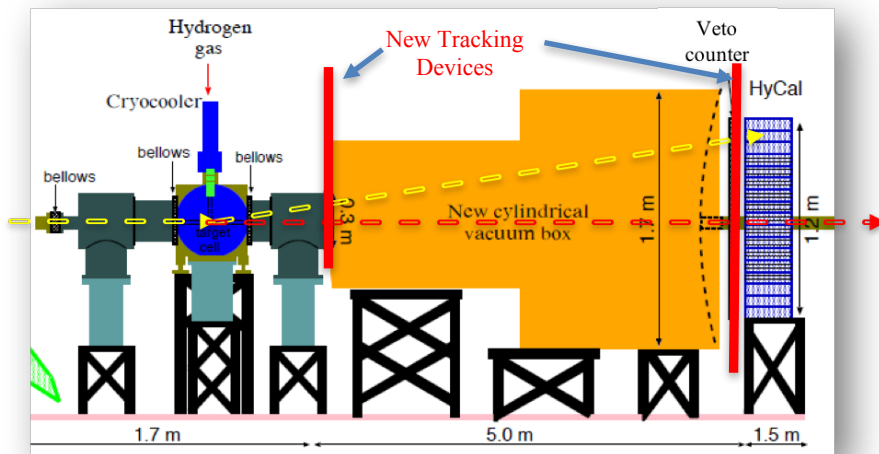 Hydrogen
gas
New Tracking
Devices
Veto
counter
HyCal
Cryocooler
bellows
bellows
bellows
target
cell
0.3 m
New cylindrical
vacuum box
1.7 m
1.2 m
1.7 m
5.0 m
1.5 m